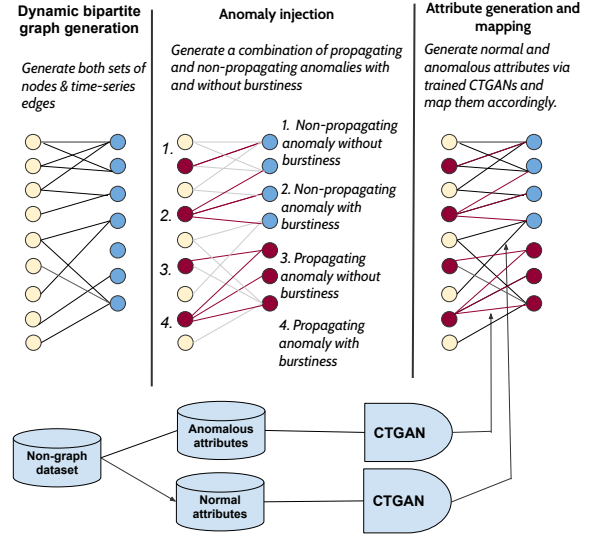 Dynamic bipartite
graph generation
Generate both sets of
nodes & time-series
edges
Anomaly injection
Generate a combination of propagating
and non-propagating anomalies with
and without burstiness
1.
2.
3.
4.
1. Non-propagating
anomaly without
burstiness
2. Non-propagating
anomaly with
burstiness
3. Propagating
anomaly without
burstiness
4. Propagating
anomaly with
burstiness
Attribute generation and
mapping
Generate normal and
anomalous attributes via
trained CTGANs and
map them accordingly.
Non-graph
dataset
Anomalous
attributes
CTGAN
Normal
attributes
CTGAN